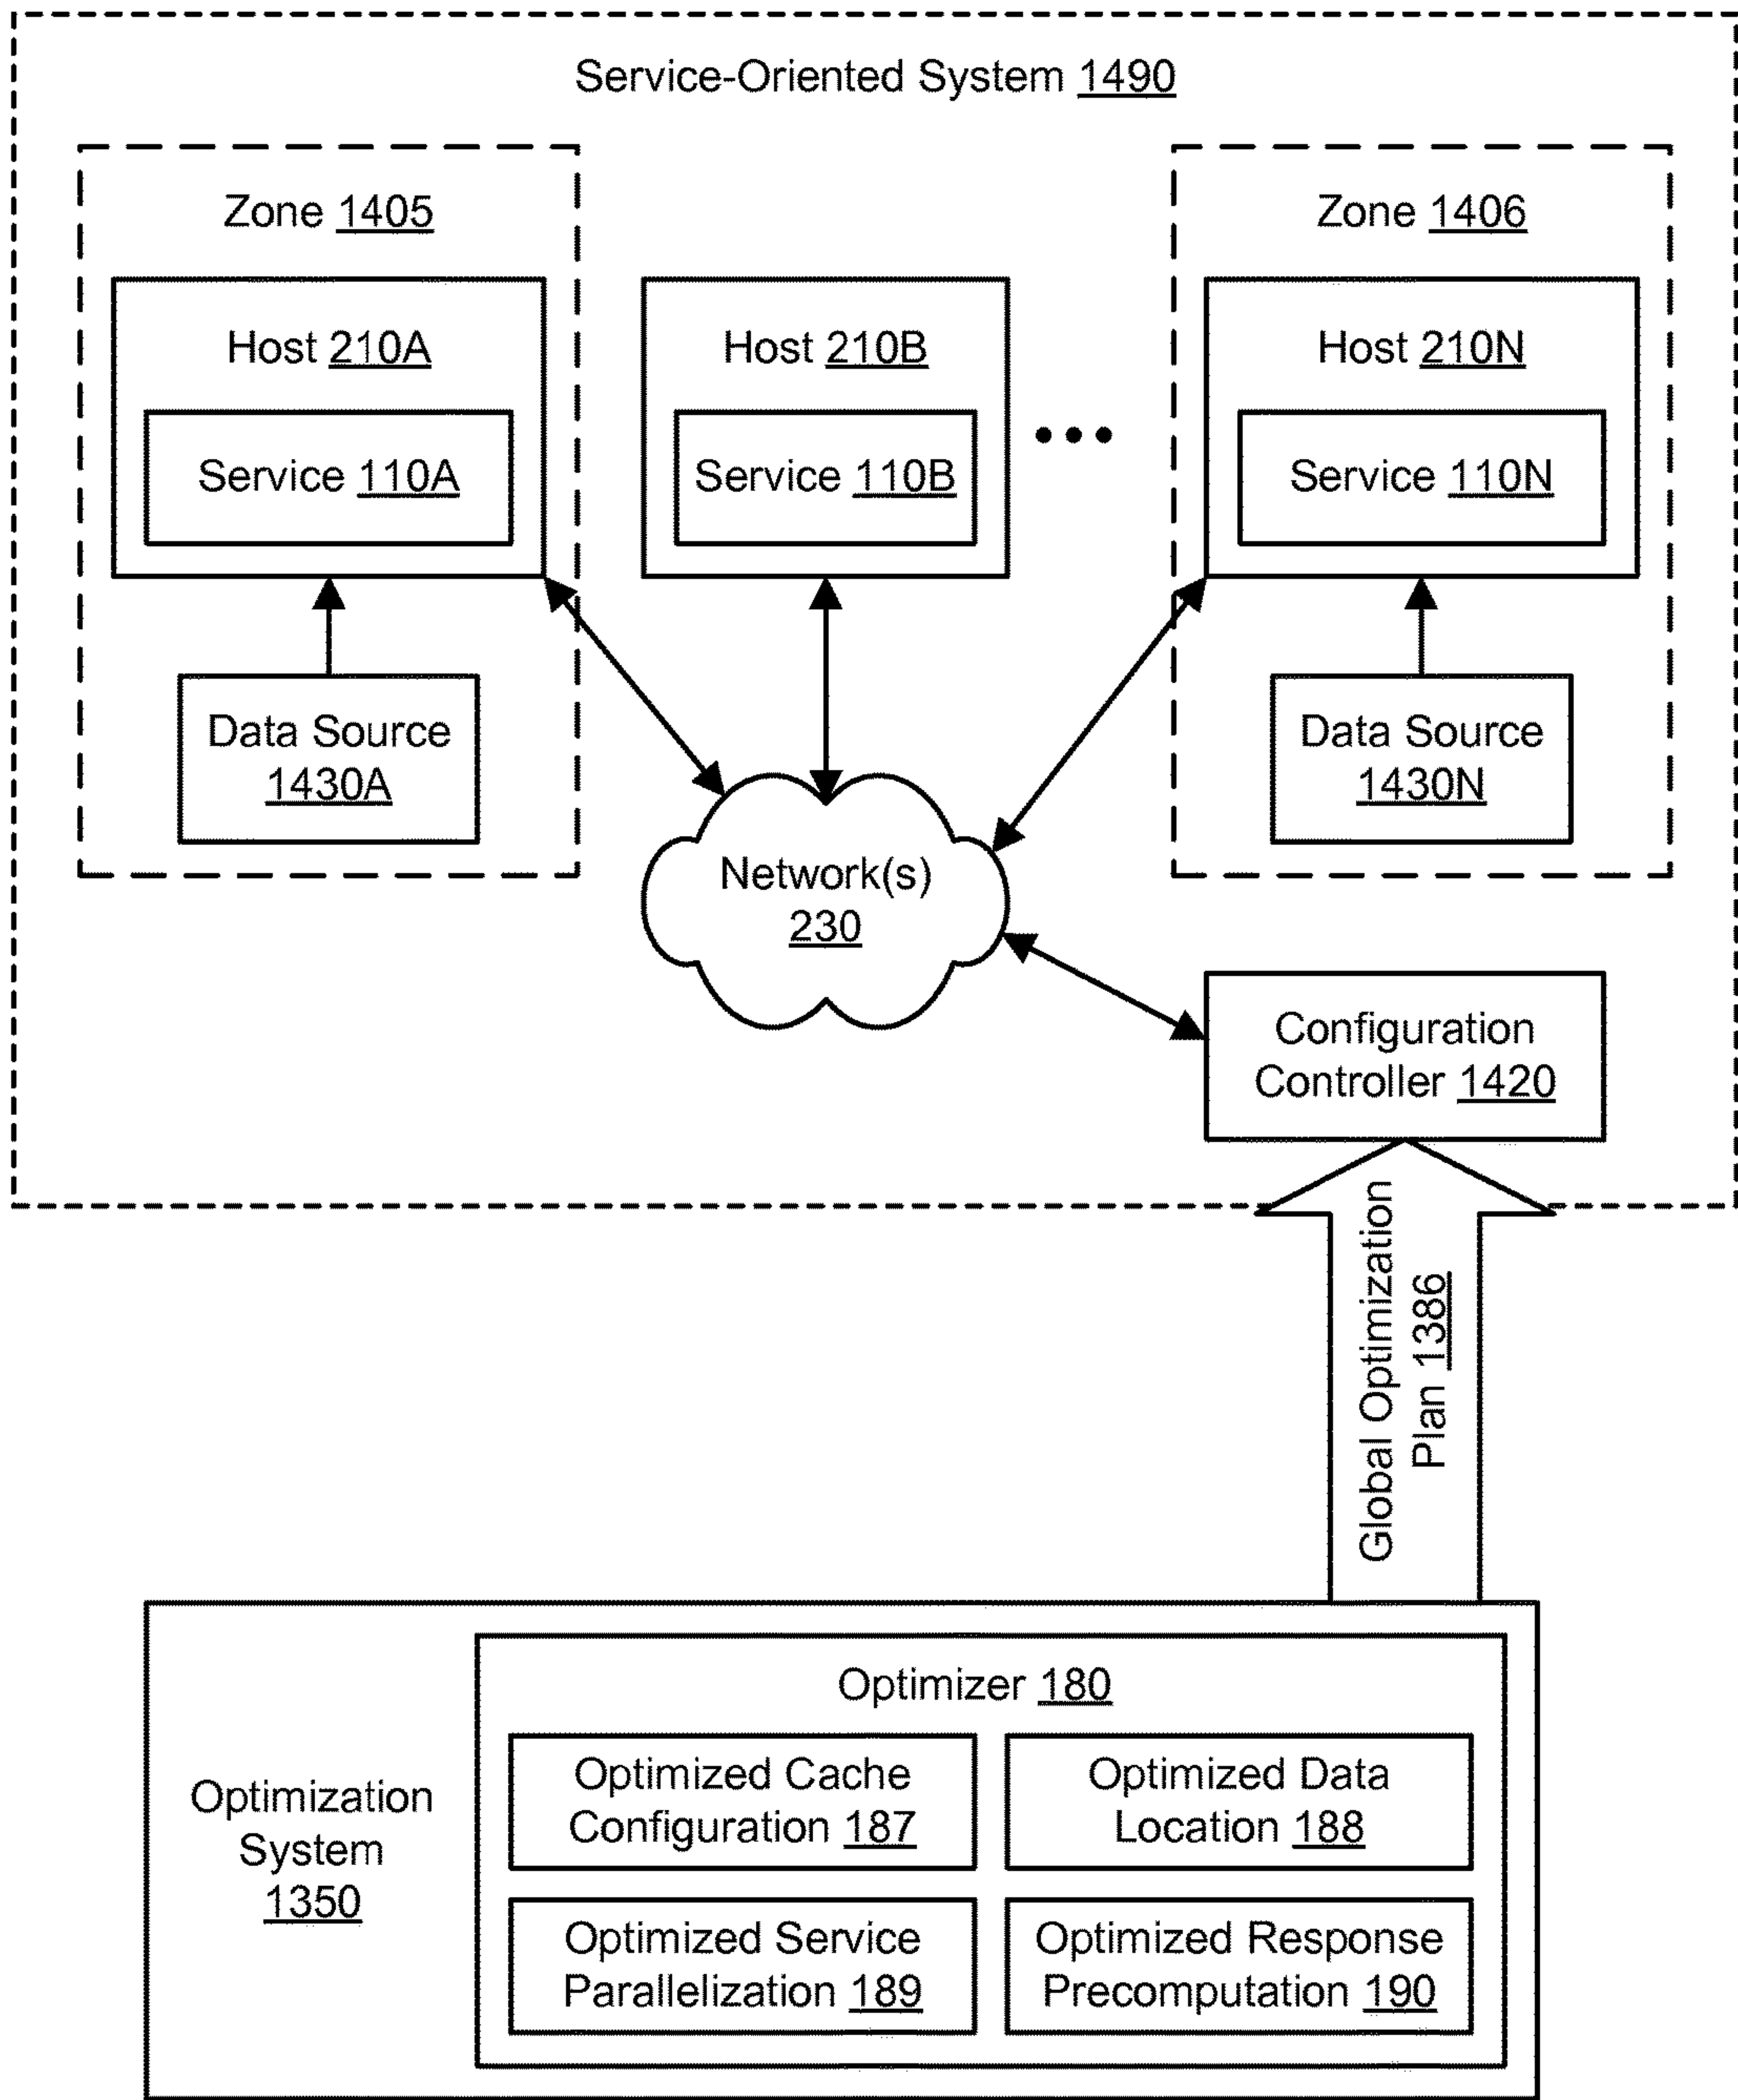 Service-Oriented System 1490
Zone 1405
Zone 1406
Host 210A
Host 210B
Host 210N
Service 110A
Service 110B
Service 110N
Data Source
1430A
Data Source
1430N
Network(s)
230
Configuration
Controller 1420
Global Optimization
Plan 1386
Optimization
System
1350
Optimizer 180
Optimized Cache
Configuration 187
Optimized Data
Location 188
Optimized Service
Parallelization 189
Optimized Response
Precomputation 190